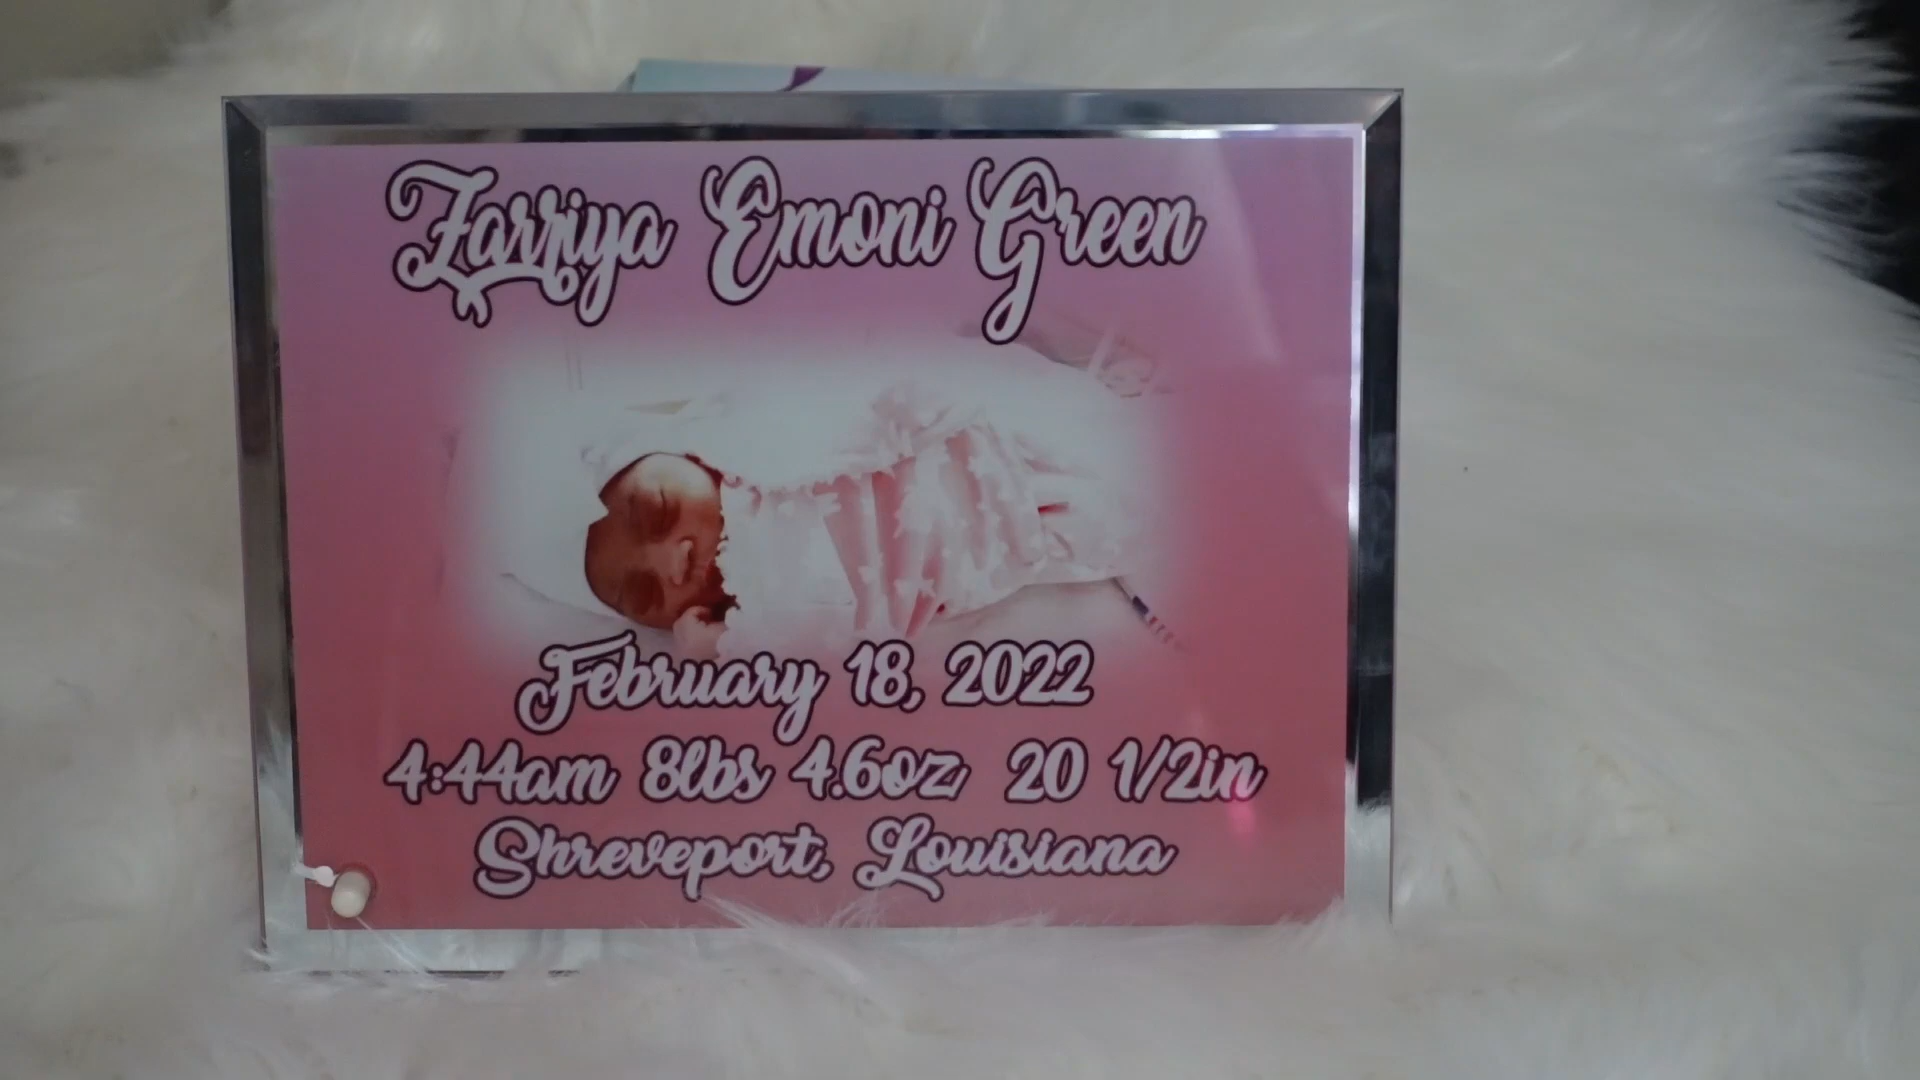 Zarriya Emoni Green
February 18, 2022
4:44am 8lbs 4.6oz 20 1/2in
Shreveport, Louisiana